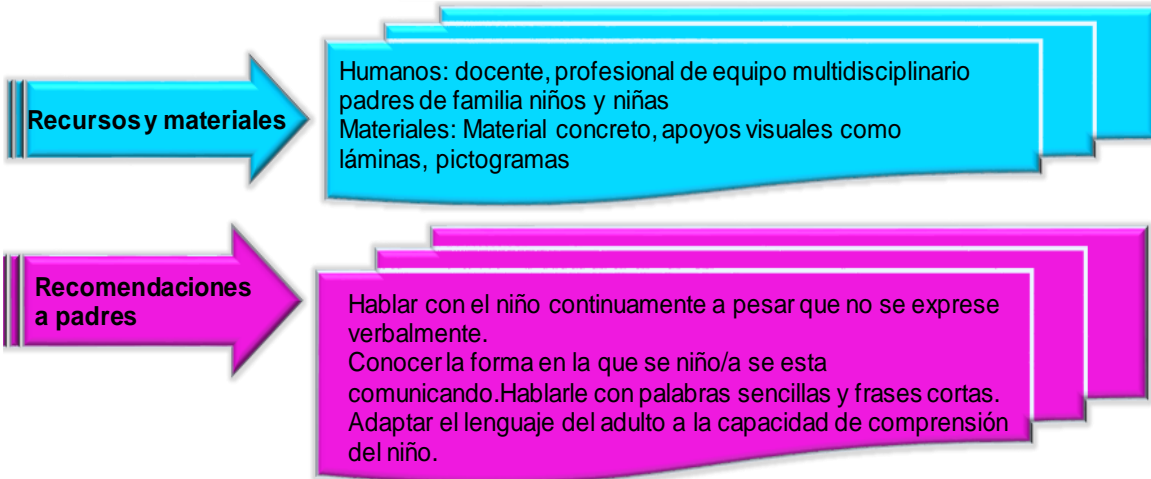 Recursos y materiales
Humanos: docente, profesional de equipo multidisciplinario
padres de familia niños y niñas
Materiales: Material concreto, apoyos visuales como
láminas, pictogramas
Recomendaciones
a padres
Hablar con el niño continuamente a pesar que no se exprese
verbalmente.
Conocer la forma en la que se niño/a se esta
comunicando.Hablarle con palabras sencillas y frases cortas.
Adaptar el lenguaje del adulto a la capacidad de comprensión
del niño.